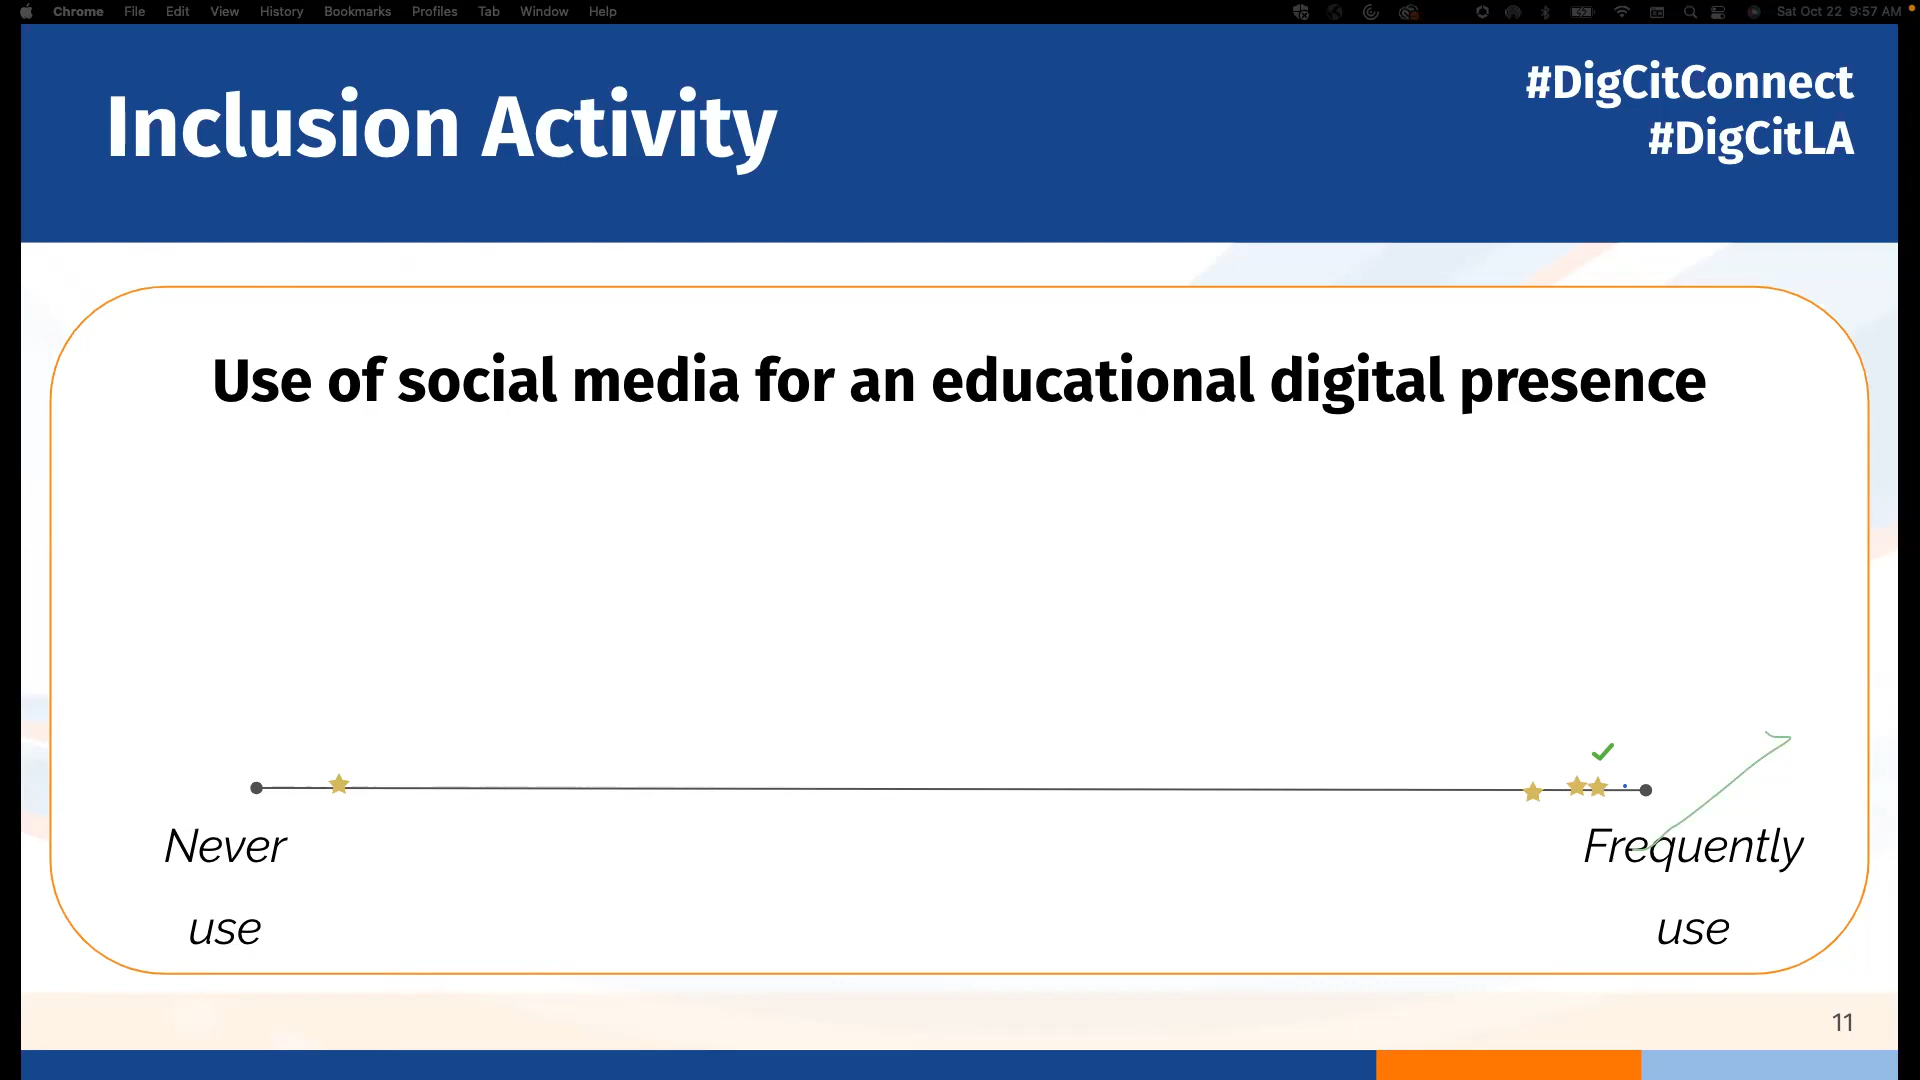 Chrome File Edit View History Bookmarks Profiles Tab Window Help Sat Oct 22 9:57 AM
Inclusion Activity
#DigCitConnect
#DigCitLA
Use of social media for an educational digital presence
Never
use
Frequently
use
11